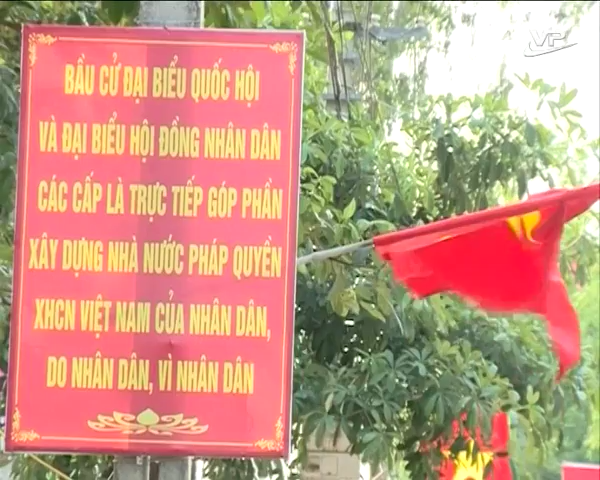 VP
BẦU CỬ ĐẠI BIỂU QUỐC HỘI
VÀ ĐẠI BIỂU HỘI ĐỒNG NHÂN DÂN
CÁC CẤP LÀ TRỰC TIẾP GÓP PHẦN
XÂY DỰNG NHÀ NƯỚC PHÁP QUYỀN
XHCN VIỆT NAM CỦA NHÂN DÂN,
DO NHÂN DÂN, VÌ NHÂN DÂN